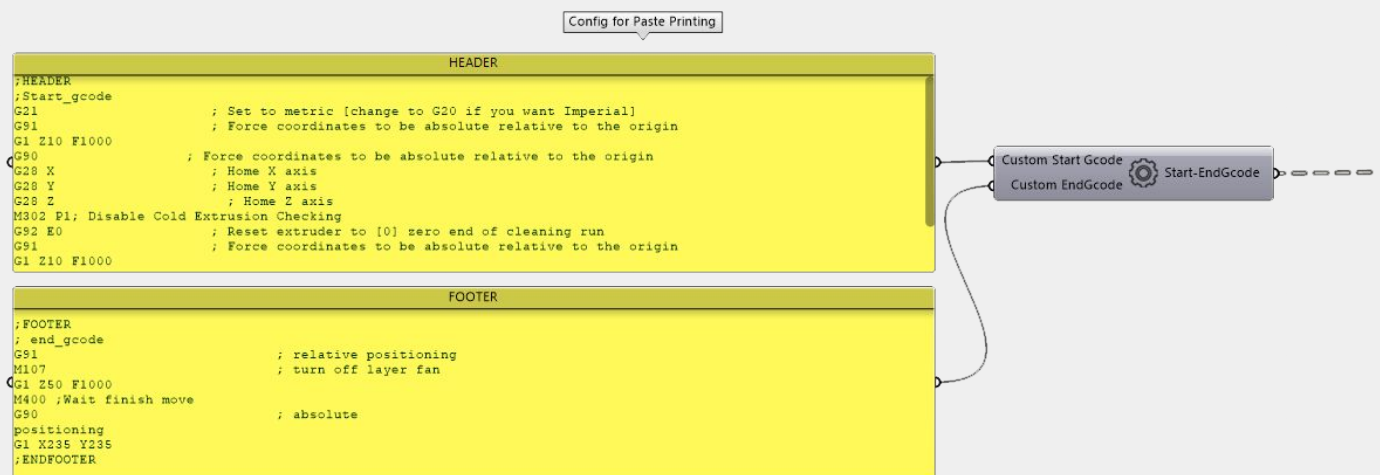 Config for Paste Printing
HEADER
;HEADER
;Start_gcode
G21 ; Set to metric [change to G20 if you want Imperial]
G91 ; Force coordinates to be absolute relative to the origin
G1 Z10 F1000
G90 ; Force coordinates to be absolute relative to the origin
G28 X ; Home X axis
G28 Y ; Home Y axis
G28 Z ; Home Z axis
M302 P1; Disable Cold Extrusion Checking
G92 E0 ; Reset extruder to [0] zero end of cleaning run
G91 ; Force coordinates to be absolute relative to the origin
G1 Z10 F1000
Custom Start Gcode
Custom EndGcode
Start-EndGcode
FOOTER
;FOOTER
; end_gcode
G91 ; relative positioning
M107 ; turn off layer fan
G1 Z50 F1000
M400 ;Wait finish move
G90 ; absolute
positioning
G1 X235 Y235
;ENDFOOTER